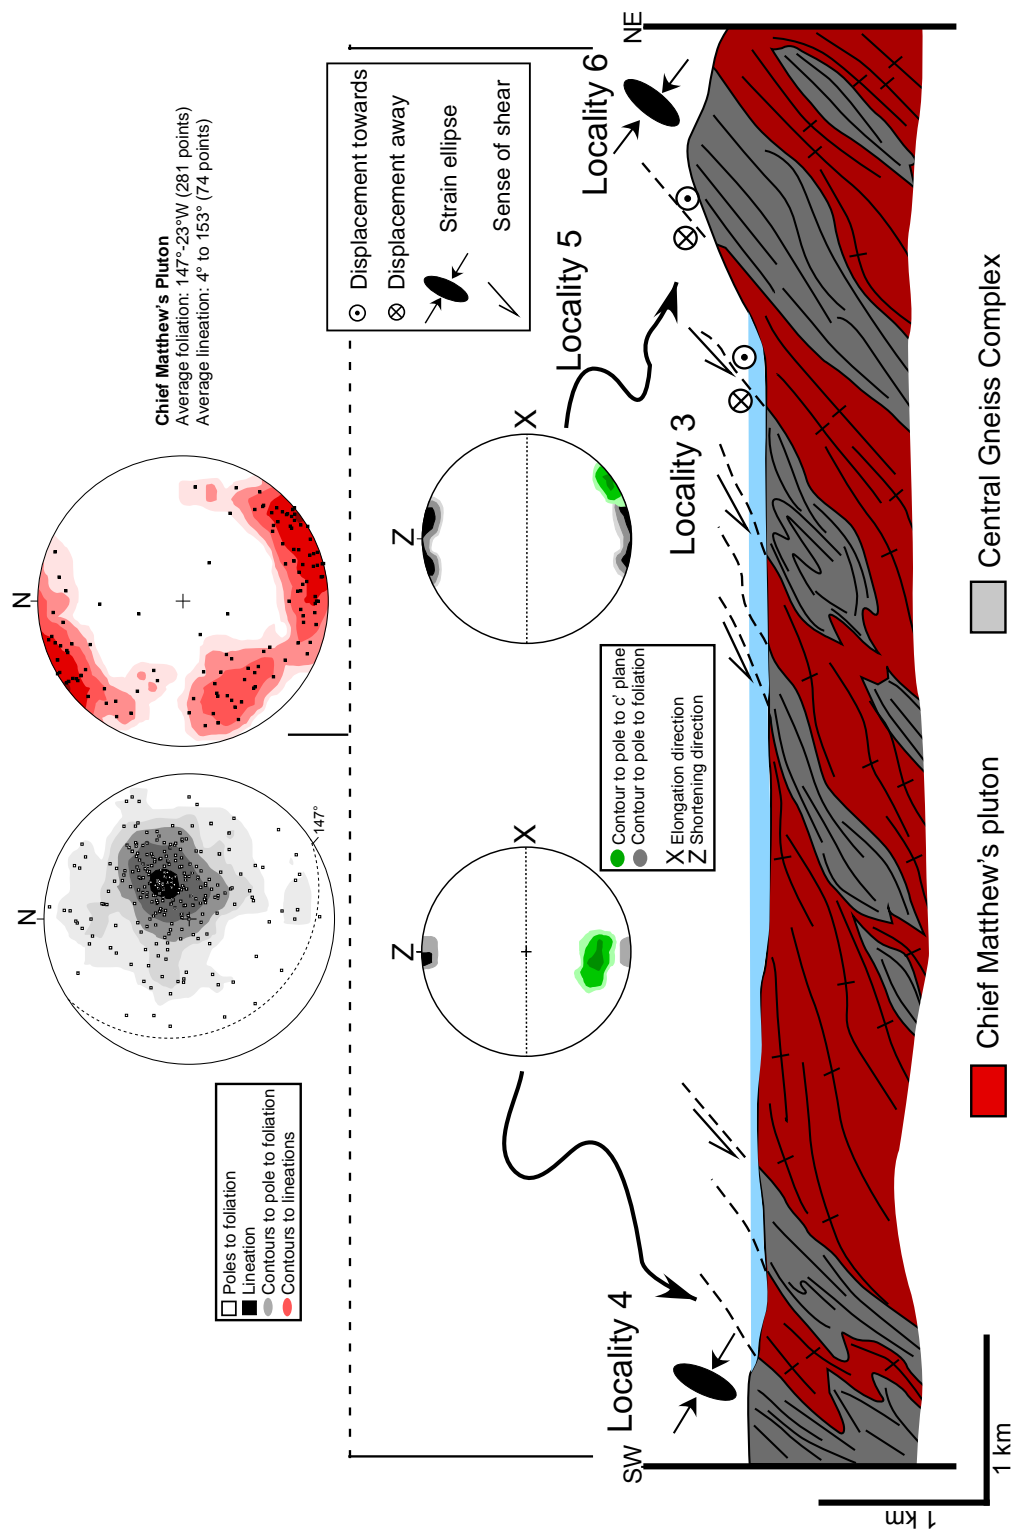 Chief Matthew's Pluton
Average foliation: 147°-23°W (281 points)
Average lineation: 4° to 153° (74 points)
N
147°
N
Poles to foliation
Lineation
Contours to pole to foliation
Contours to lineations
Displacement towards
Displacement away
Strain ellipse
Sense of shear
Z
X
Z
X
Contour to pole to c' plane
Contour to pole to foliation
X Elongation direction
Z Shortening direction
SW
Locality 4
Locality 3
Locality 5
Locality 6
NE
1 km
1 km
Chief Matthew's pluton
Central Gneiss Complex